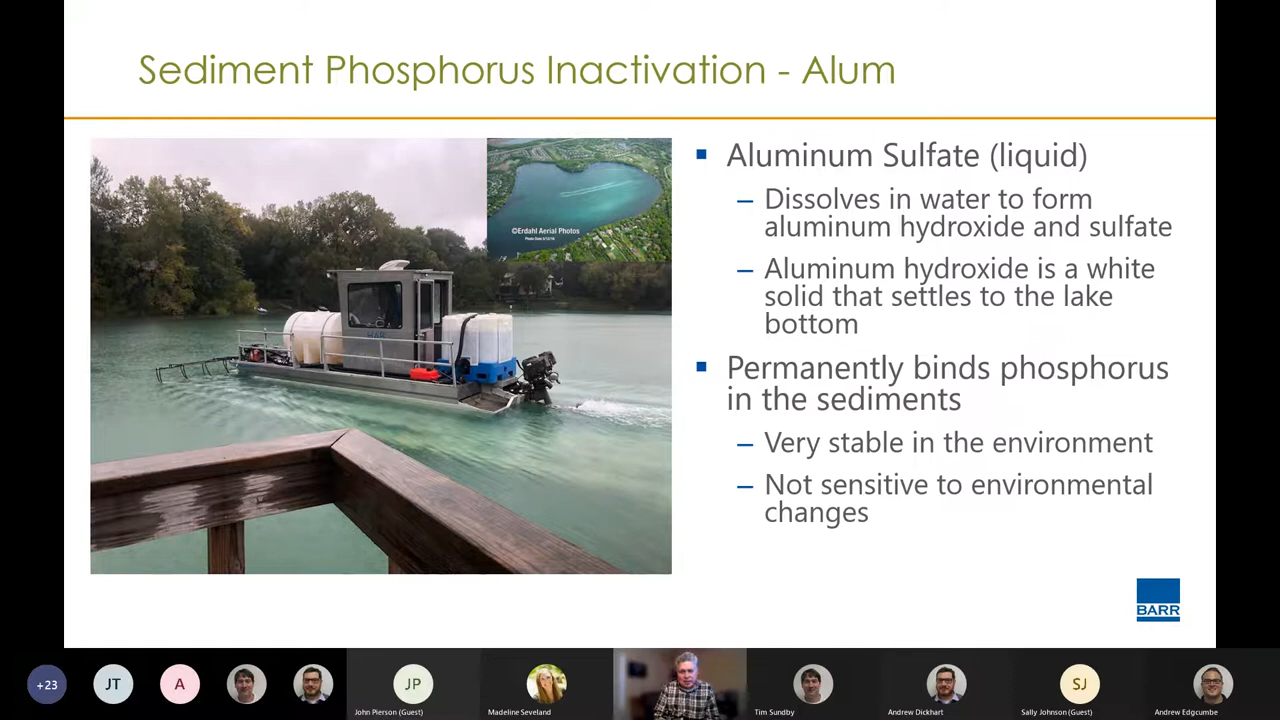 Sediment Phosphorus Inactivation - Alum
©Erdahl Aerial Photos
▪ Aluminum Sulfate (liquid)
– Dissolves in water to form
aluminum hydroxide and sulfate
– Aluminum hydroxide is a white
solid that settles to the lake
bottom
▪ Permanently binds phosphorus
in the sediments
– Very stable in the environment
– Not sensitive to environmental
changes
BARR
+23
JT
A
JP
SJ
John Pierson (Guest)
Madeline Seveland
Tim Sundby
Andrew Dickhart
Sally Johnson (Guest)
Andrew Edgcumbe